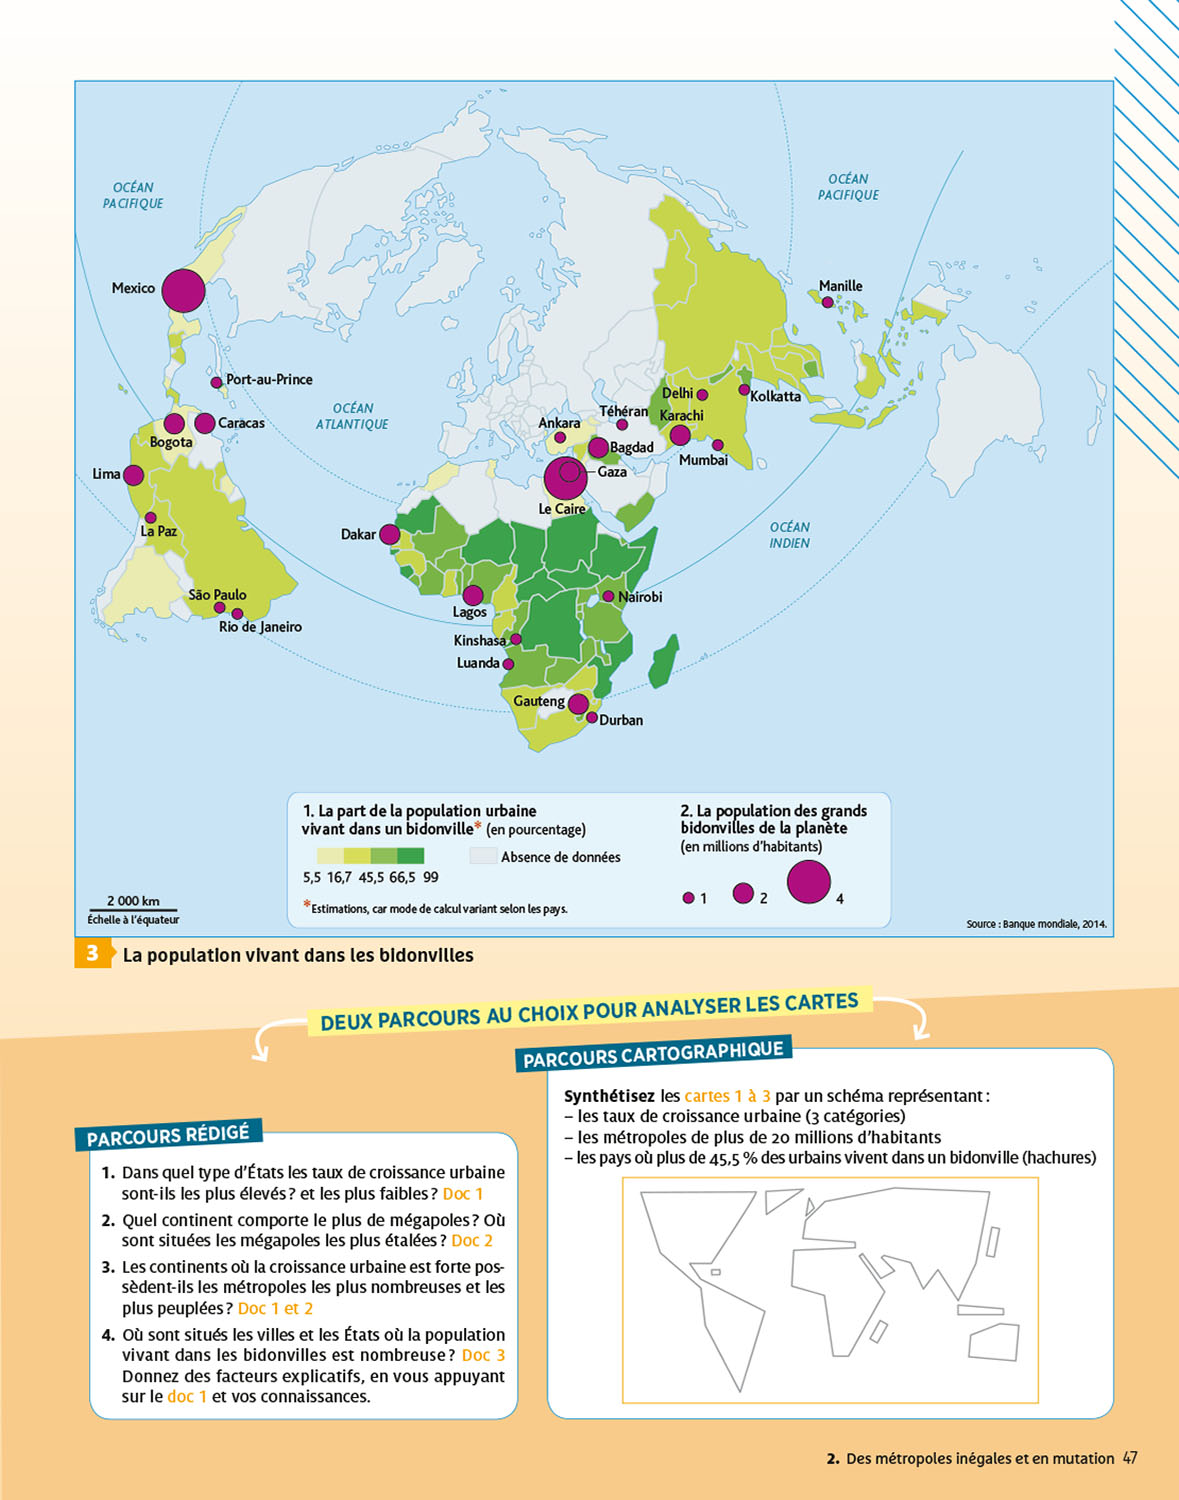 OCÉAN
PACIFIQUE
OCÉAN
PACIFIQUE
Mexico
Manille
Port-au-Prince
OCÉAN
ATLANTIQUE
Caracas
Bogota
Lima
La Paz
São Paulo
Rio de Janeiro
Ankara
Téhéran
Delhi
Karachi
Kolkatta
Bagdad
Mumbai
Gaza
Le Caire
OCÉAN
INDIEN
Dakar
Lagos
Nairobi
Kinshasa
Luanda
Gauteng
Durban
1. La part de la population urbaine
vivant dans un bidonville* (en pourcentage)
Absence de données
5,5 16,7 45,5 66,5 99
*Estimations, car mode de calcul variant selon les pays.
2. La population des grands
bidonvilles de la planète
(en millions d'habitants)
1 2 4
2 000 km
Échelle à l'équateur
Source : Banque mondiale, 2014.
3 La population vivant dans les bidonvilles
DEUX PARCOURS AU CHOIX POUR ANALYSER LES CARTES
PARCOURS RÉDIGÉ
1. Dans quel type d'États les taux de croissance urbaine
sont-ils les plus élevés ? et les plus faibles ? Doc 1
2. Quel continent comporte le plus de mégapoles ? Où
sont situées les mégapoles les plus étalées ? Doc 2
3. Les continents où la croissance urbaine est forte pos-
sèdent-ils les métropoles les plus nombreuses et les
plus peuplées ? Doc 1 et 2
4. Où sont situés les villes et les États où la population
vivant dans les bidonvilles est nombreuse ? Doc 3
Donnez des facteurs explicatifs, en vous appuyant
sur le doc 1 et vos connaissances.
PARCOURS CARTOGRAPHIQUE
Synthétisez les cartes 1 à 3 par un schéma représentant :
– les taux de croissance urbaine (3 catégories)
– les métropoles de plus de 20 millions d'habitants
– les pays où plus de 45,5 % des urbains vivent dans un bidonville (hachures)
2. Des métropoles inégales et en mutation 47